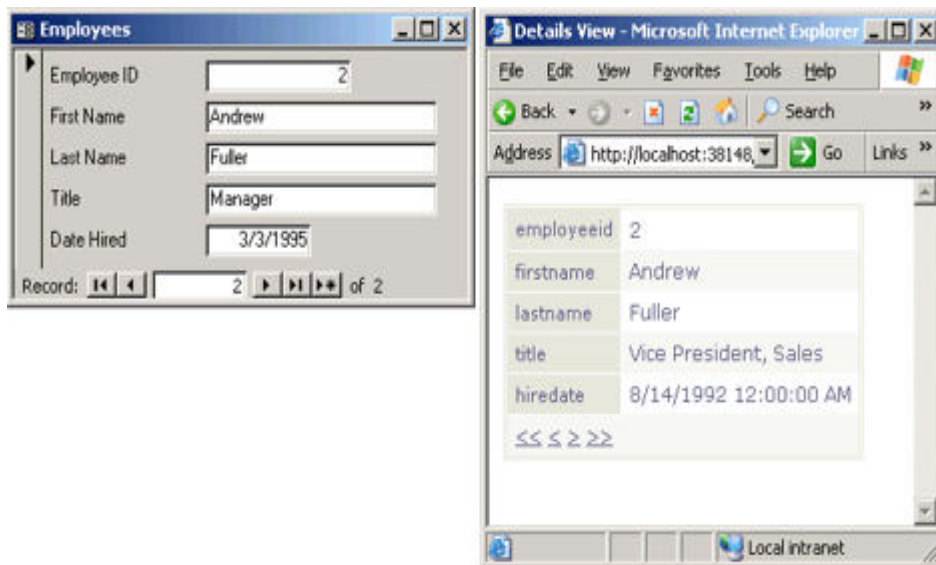 Employees
Employee ID 2
First Name Andrew
Last Name Fuller
Title Manager
Date Hired 3/3/1995
Record: 2 of 2
Details View - Microsoft Internet Explorer
File Edit View Favorites Tools Help
Back Search »
Address http://localhost:38148, Go Links »
employeeid 2
firstname Andrew
lastname Fuller
title Vice President, Sales
hiredate 8/14/1992 12:00:00 AM
<< < > >>
Local intranet